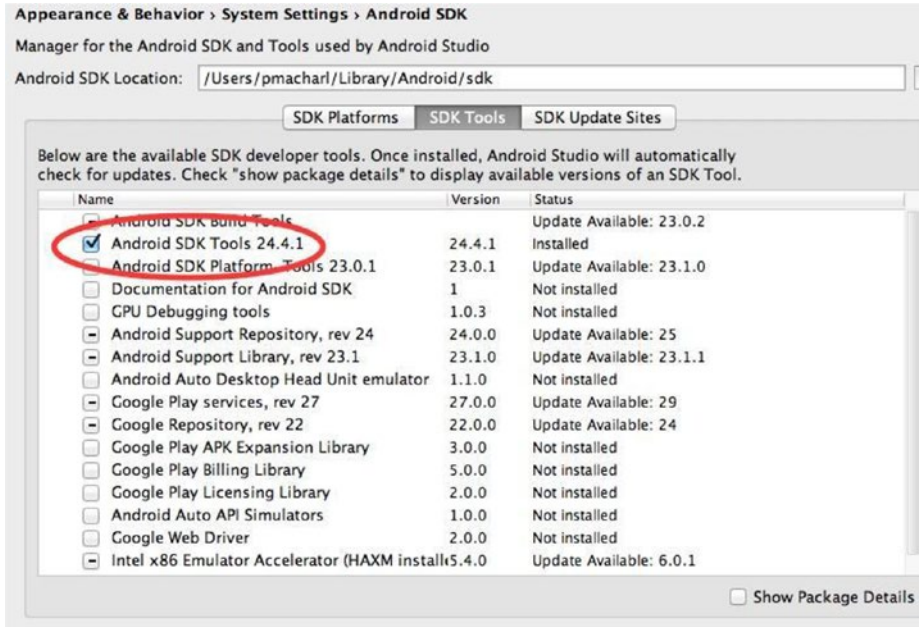 Appearance & Behavior › System Settings › Android SDK
Manager for the Android SDK and Tools used by Android Studio
Android SDK Location: /Users/pmacharl/Library/Android/sdk
SDK Platforms SDK Tools SDK Update Sites
Below are the available SDK developer tools. Once installed, Android Studio will automatically
check for updates. Check "show package details" to display available versions of an SDK Tool.
Name Version Status
Android SDK Build Tools Update Available: 23.0.2
Android SDK Tools 24.4.1 24.4.1 Installed
Android SDK Platform-Tools 23.0.1 23.0.1 Update Available: 23.1.0
Documentation for Android SDK 1 Not installed
GPU Debugging tools 1.0.3 Not installed
Android Support Repository, rev 24 24.0.0 Update Available: 25
Android Support Library, rev 23.1 23.1.0 Update Available: 23.1.1
Android Auto Desktop Head Unit emulator 1.1.0 Not installed
Google Play services, rev 27 27.0.0 Update Available: 29
Google Repository, rev 22 22.0.0 Update Available: 24
Google Play APK Expansion Library 3.0.0 Not installed
Google Play Billing Library 5.0.0 Not installed
Google Play Licensing Library 2.0.0 Not installed
Android Auto API Simulators 1.0.0 Not installed
Google Web Driver 2.0.0 Not installed
Intel x86 Emulator Accelerator (HAXM install 5.4.0 Update Available: 6.0.1
Show Package Details